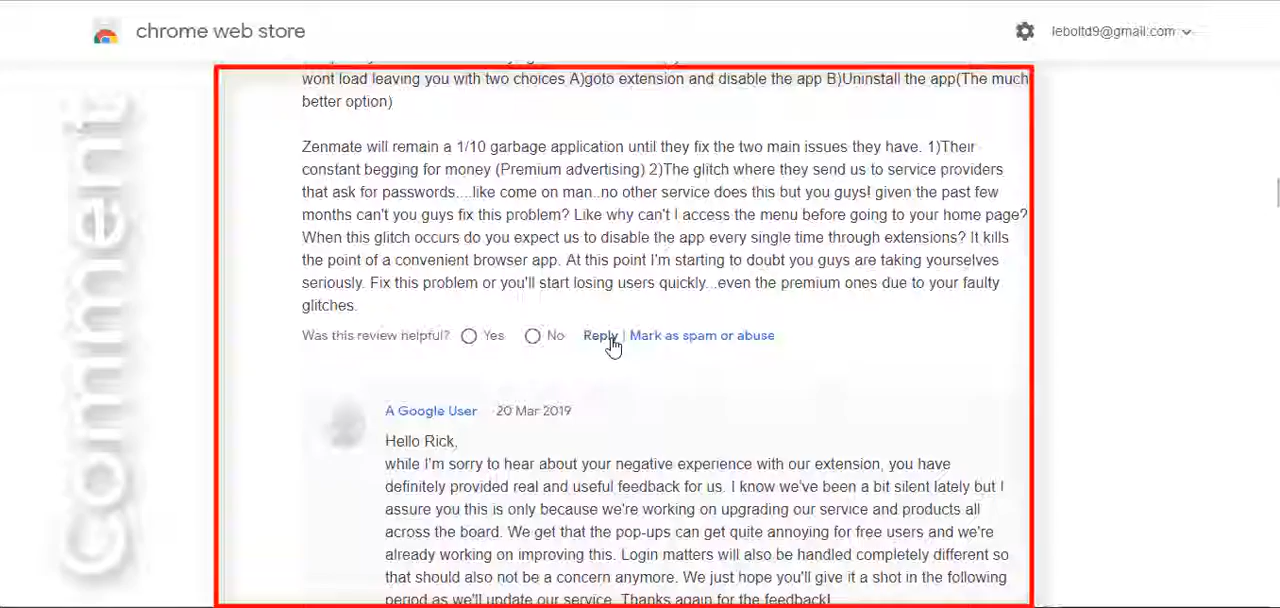 chrome web store
leboltd9@gmail.com
wont load leaving you with two choices A)goto extension and disable the app B)Uninstall the app(The much
better option)
Zenmate will remain a 1/10 garbage application until they fix the two main issues they have. 1)Their
constant begging for money (Premium advertising) 2)The glitch where they send us to service providers
that ask for passwords....like come on man..no other service does this but you guys! given the past few
months can't you guys fix this problem? Like why can't I access the menu before going to your home page?
When this glitch occurs do you expect us to disable the app every single time through extensions? It kills
the point of a convenient browser app. At this point I'm starting to doubt you guys are taking yourselves
seriously. Fix this problem or you'll start losing users quickly...even the premium ones due to your faulty
glitches.
Was this review helpful? Yes No Reply | Mark as spam or abuse
A Google User 20 Mar 2019
Hello Rick,
while I'm sorry to hear about your negative experience with our extension, you have
definitely provided real and useful feedback for us. I know we've been a bit silent lately but I
assure you this is only because we're working on upgrading our service and products all
across the board. We get that the pop-ups can get quite annoying for free users and we're
already working on improving this. Login matters will also be handled completely different so
that should also not be a concern anymore. We just hope you'll give it a shot in the following
period as we'll update our service. Thanks again for the feedback!
Comment